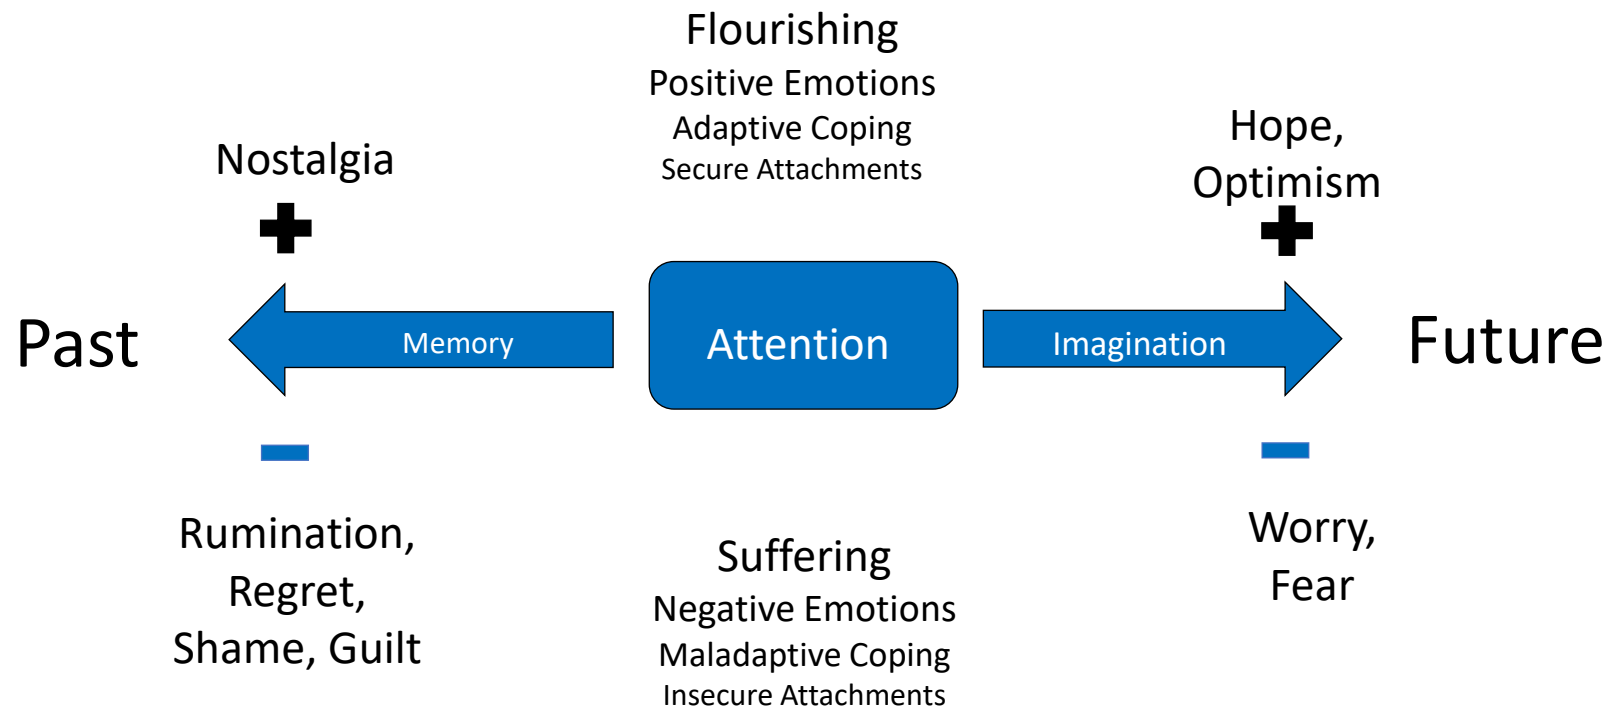 Flourishing
Positive Emotions
Adaptive Coping
Secure Attachments
Nostalgia
Hope,
Optimism
Past
Memory
Attention
Imagination
Future
Rumination,
Regret,
Shame, Guilt
Suffering
Negative Emotions
Maladaptive Coping
Insecure Attachments
Worry,
Fear